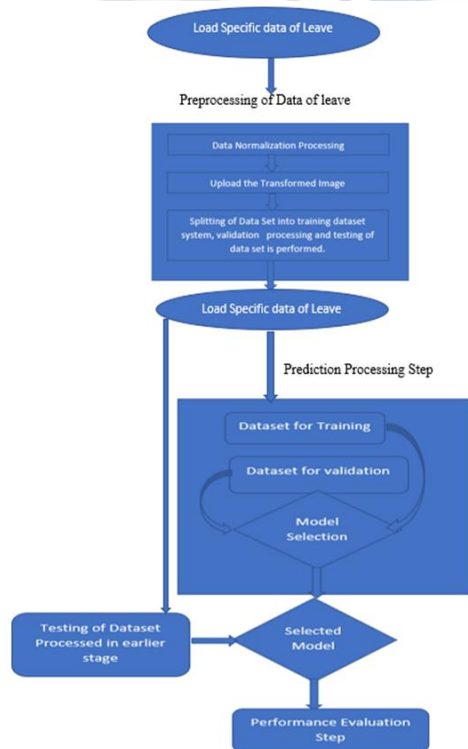 Load Specific data of Leave
Preprocessing of Data of leave
Data Normalization Processing
Upload the Transformed Image
Splitting of Data Set into training dataset
system, validation processing and testing of
data set is performed.
Load Specific data of Leave
Prediction Processing Step
Dataset for Training
Dataset for validation
Model
Selection
Testing of Dataset
Processed in earlier
stage
Selected
Model
Performance Evaluation
Step